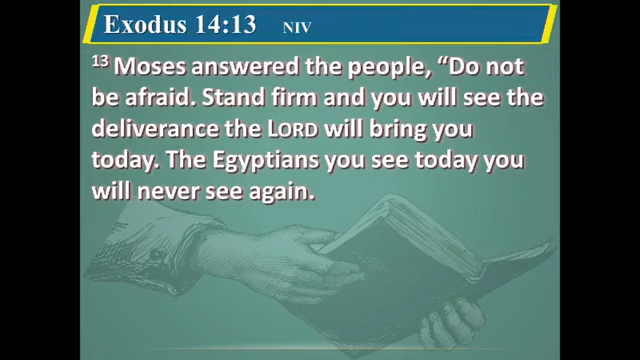 Exodus 14:13 NIV
13 Moses answered the people, “Do not
be afraid. Stand firm and you will see the
deliverance the LORD will bring you
today. The Egyptians you see today you
will never see again.